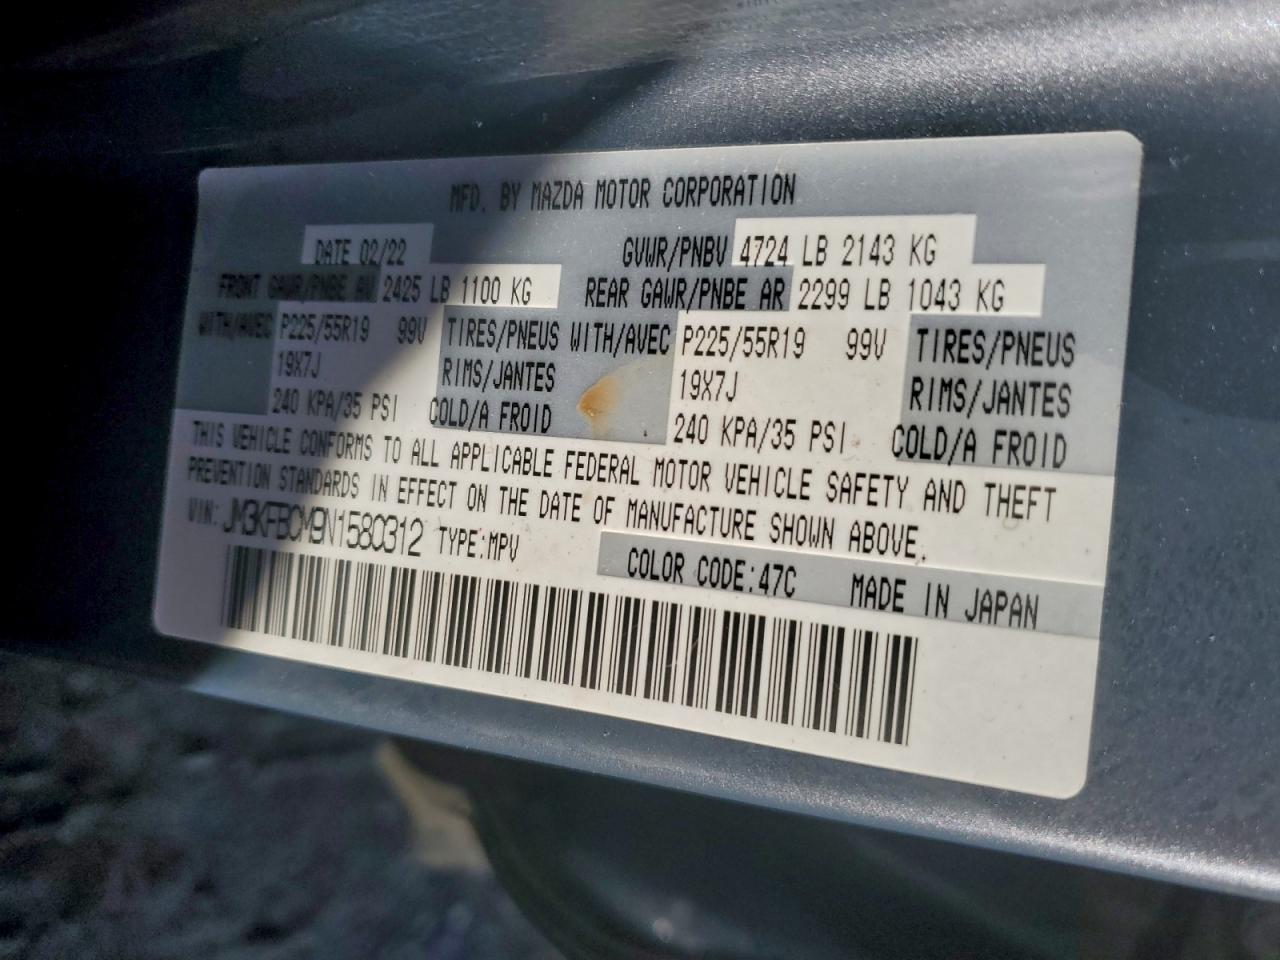 MFD. BY MAZDA MOTOR CORPORATION
DATE 02/22 GVWR/PNBV 4724 LB 2143 KG
FRONT GAWR/PNBE AV 2425 LB 1100 KG REAR GAWR/PNBE AR 2299 LB 1043 KG
WITH/AVEC P225/55R19 99V TIRES/PNEUS WITH/AVEC P225/55R19 99V TIRES/PNEUS
19X7J RIMS/JANTES 19X7J RIMS/JANTES
240 KPA/35 PSI COLD/A FROID 240 KPA/35 PSI COLD/A FROID
THIS VEHICLE CONFORMS TO ALL APPLICABLE FEDERAL MOTOR VEHICLE SAFETY AND THEFT
PREVENTION STANDARDS IN EFFECT ON THE DATE OF MANUFACTURE SHOWN ABOVE.
VIN: JM3KFBCM9N1580312 TYPE:MPV
COLOR CODE:47C MADE IN JAPAN